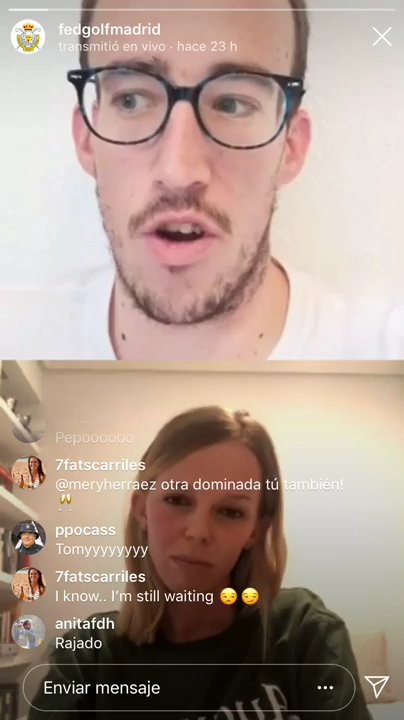 fedgolfmadrid
transmitió en vivo · hace 23 h
Pepoooooo
7fatscarriles
@meryherraez otra dominada tú también!
ppocass
Tomyyyyyyyy
7fatscarriles
I know.. I'm still waiting
anitafdh
Rajado
Enviar mensaje